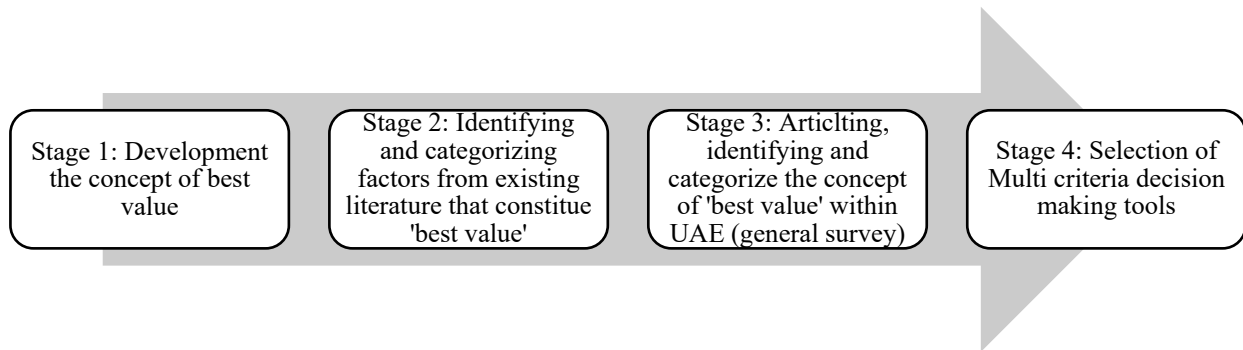 Stage 1: Development
the concept of best
value
Stage 2: Identifying
and categorizing
factors from existing
literature that constitue
'best value'
Stage 3: Articlting,
identifying and
categorize the concept
of 'best value' within
UAE (general survey)
Stage 4: Selection of
Multi criteria decision
making tools